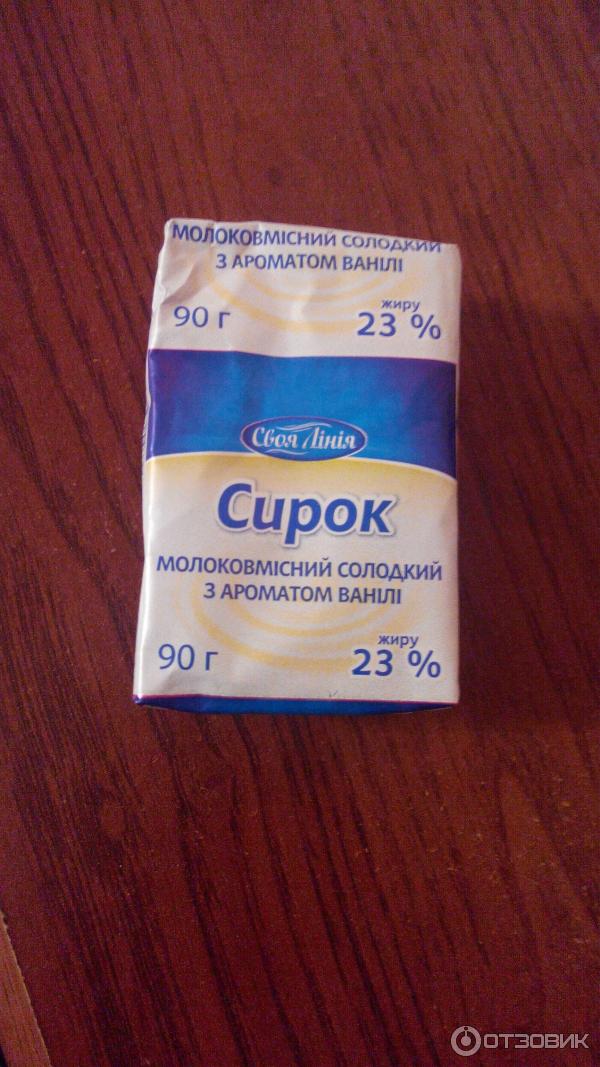 МОЛОКОВМІСНИЙ СОЛОДКИЙ
З АРОМАТОМ ВАНІЛІ
90 г
жиру
23 %
Своя Лінія
Сирок
МОЛОКОВМІСНИЙ СОЛОДКИЙ
З АРОМАТОМ ВАНІЛІ
90 г
жиру
23 %
ОТЗОВИК